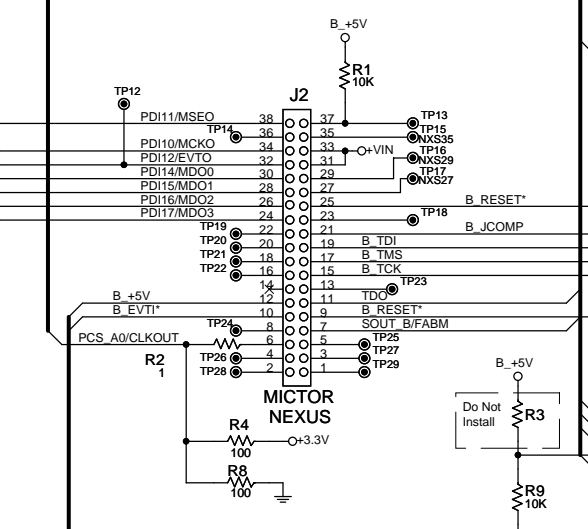 B_+5V
R1
10K
J2
TP12
PDI11/MSEO 38 37 TP13
TP14 36 35 TP15
NXS35
PDI10/MCKO 34 33 +VIN TP16
NXS29
PDI12/EVTO 32 31
PDI14/MDO0 30 29 TP17
NXS27
PDI15/MDO1 28 27
PDI16/MDO2 26 25 B_RESET*
PDI17/MDO3 24 23 TP18
TP19 22 21 B_JCOMP
TP20 20 19 B_TDI
TP21 18 17 B_TMS
TP22 16 15 B_TCK
14 13 TP23
B_+5V 12 11 TDO
B_EVTI* 10 9 B_RESET*
TP24 8 7 SOUT_B/FABM
PCS_A0/CLKOUT 6 5 TP25
R2
1
TP26 4 3 TP27
TP28 2 1 TP29
MICTOR
NEXUS
B_+5V
Do Not
Install
R3
R4
100
+3.3V
R8
100
R9
10K